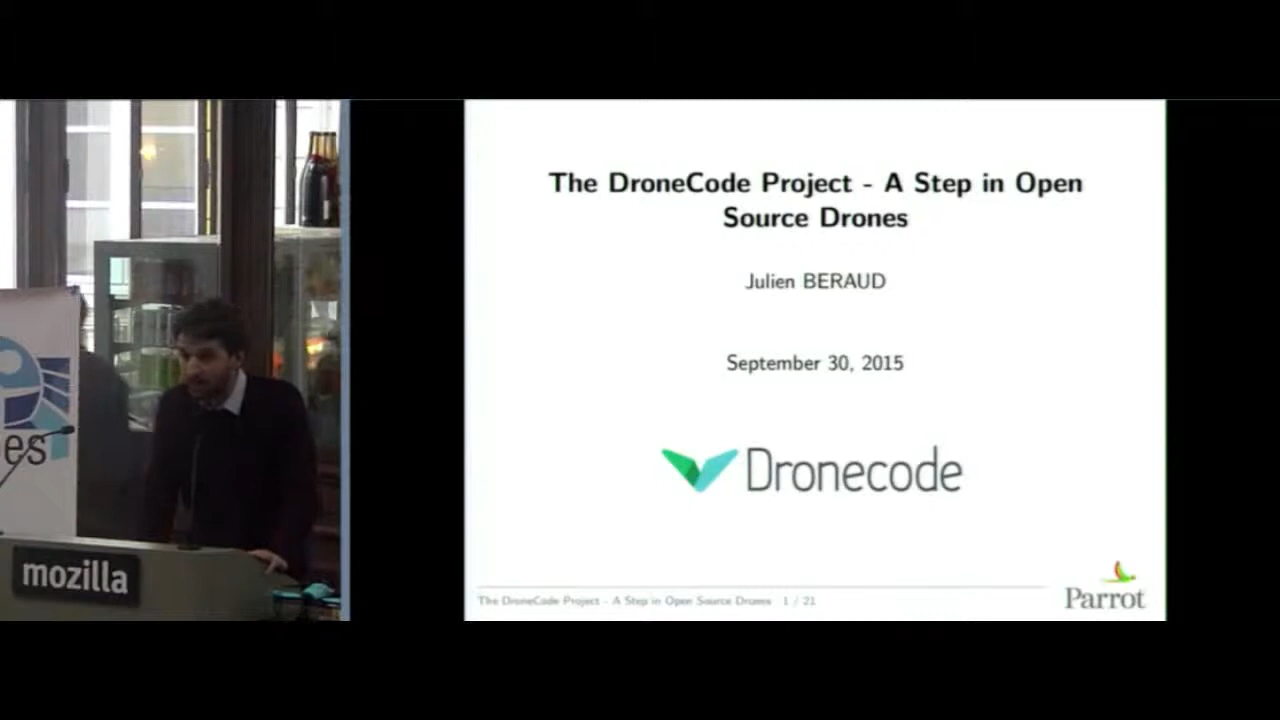 The DroneCode Project - A Step in Open
Source Drones
Julien BERAUD
September 30, 2015
Dronecode
The DroneCode Project - A Step in Open Source Drones 1 / 21
Parrot
es
mozilla